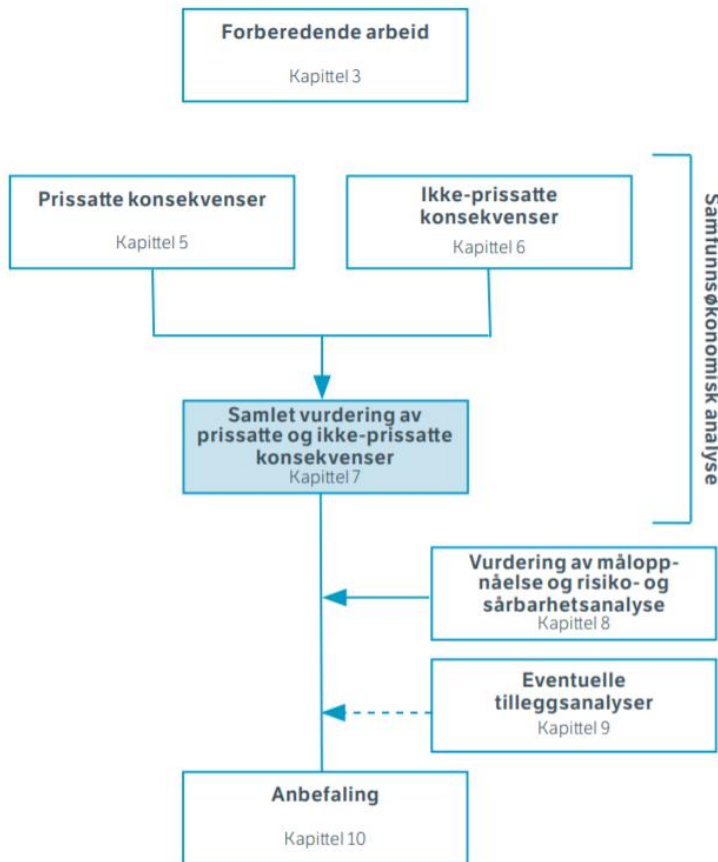 Forberedende arbeid
Kapittel 3
Prissatte konsekvenser
Kapittel 5
Ikke-prissatte
konsekvenser
Kapittel 6
Samfunnsøkonomisk analyse
Samlet vurdering av
prissatte og ikke-prissatte
konsekvenser
Kapittel 7
Vurdering av målopp-
nåelse og risiko- og
sårbarhetsanalyse
Kapittel 8
Eventuelle
tilleggsanalyser
Kapittel 9
Anbefaling
Kapittel 10